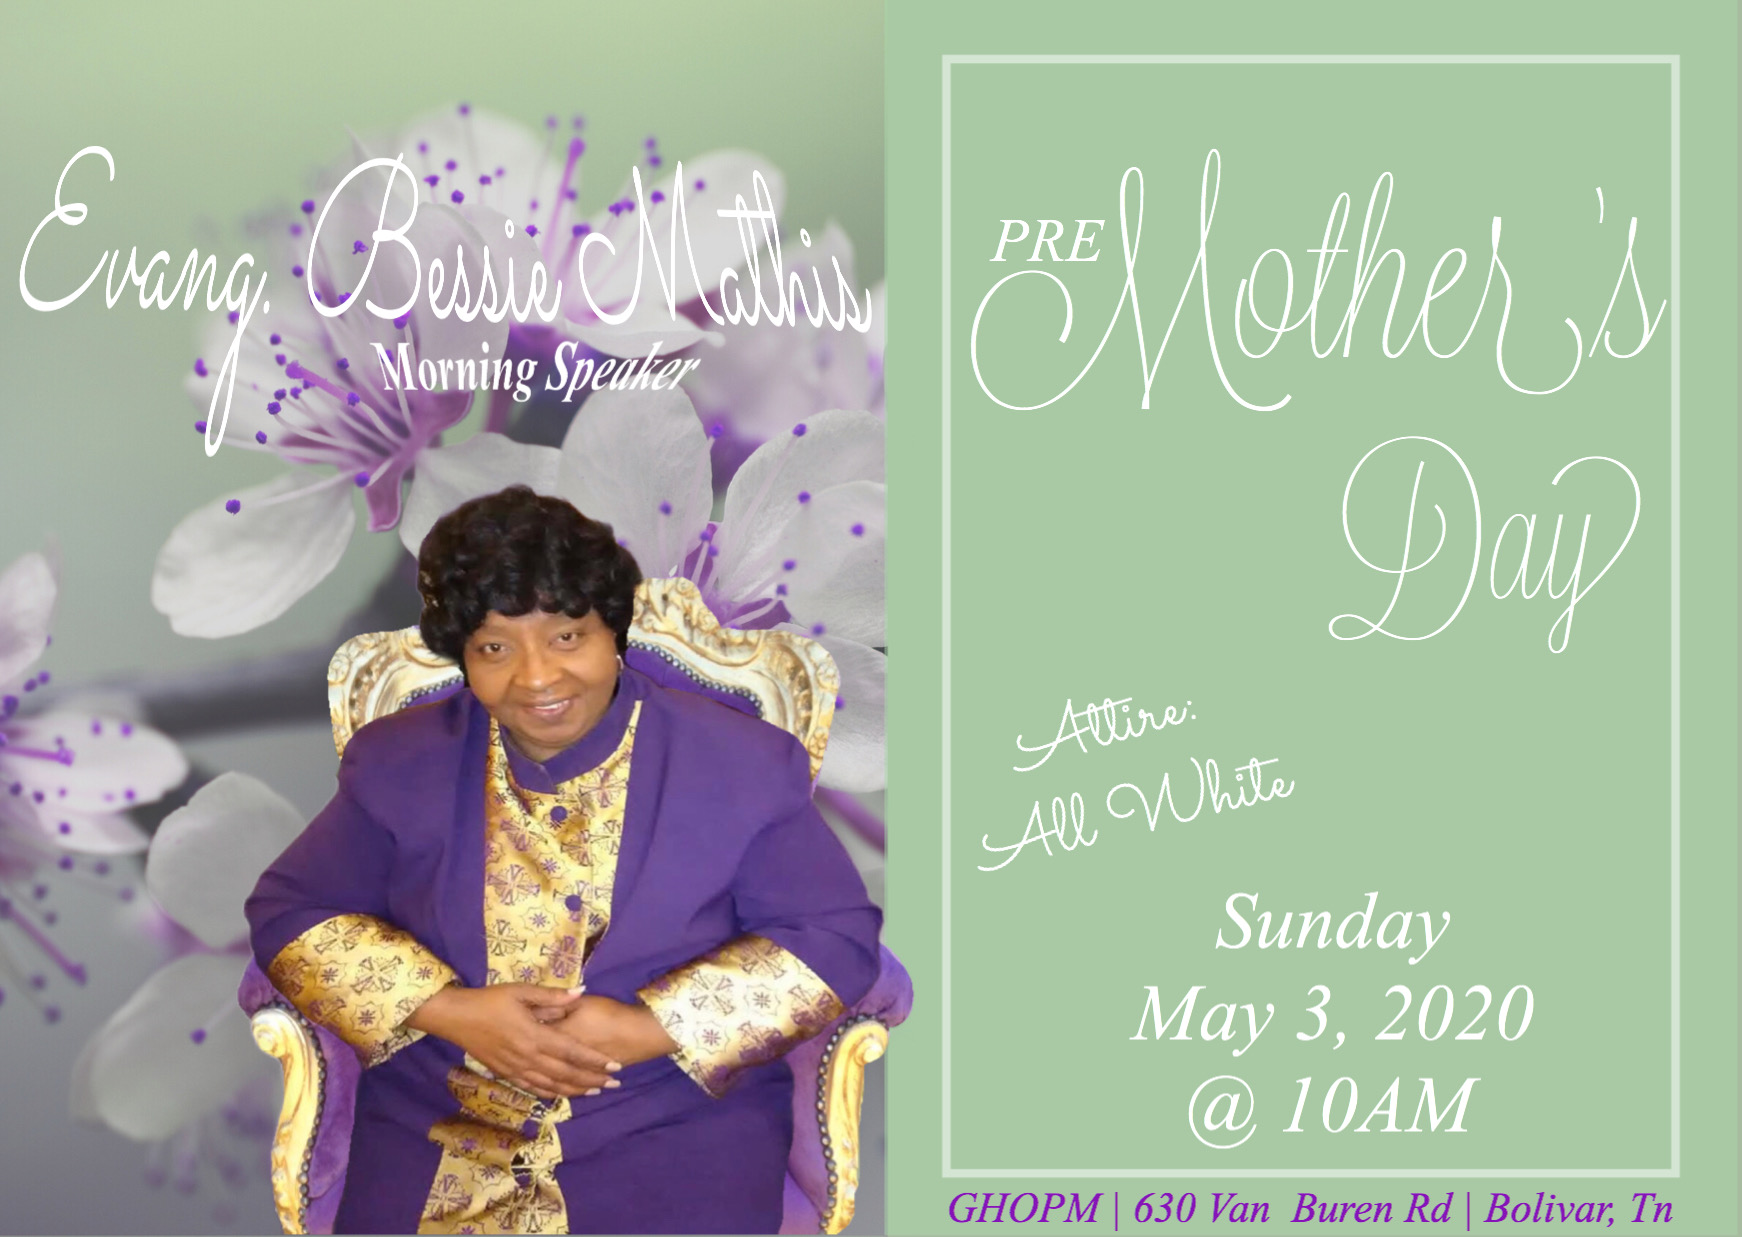 Evang. Bessie Mathis
Morning Speaker
PRE Mother's
Day
Attire:
All White
Sunday
May 3, 2020
@ 10AM
GHOPM | 630 Van Buren Rd | Bolivar, Tn